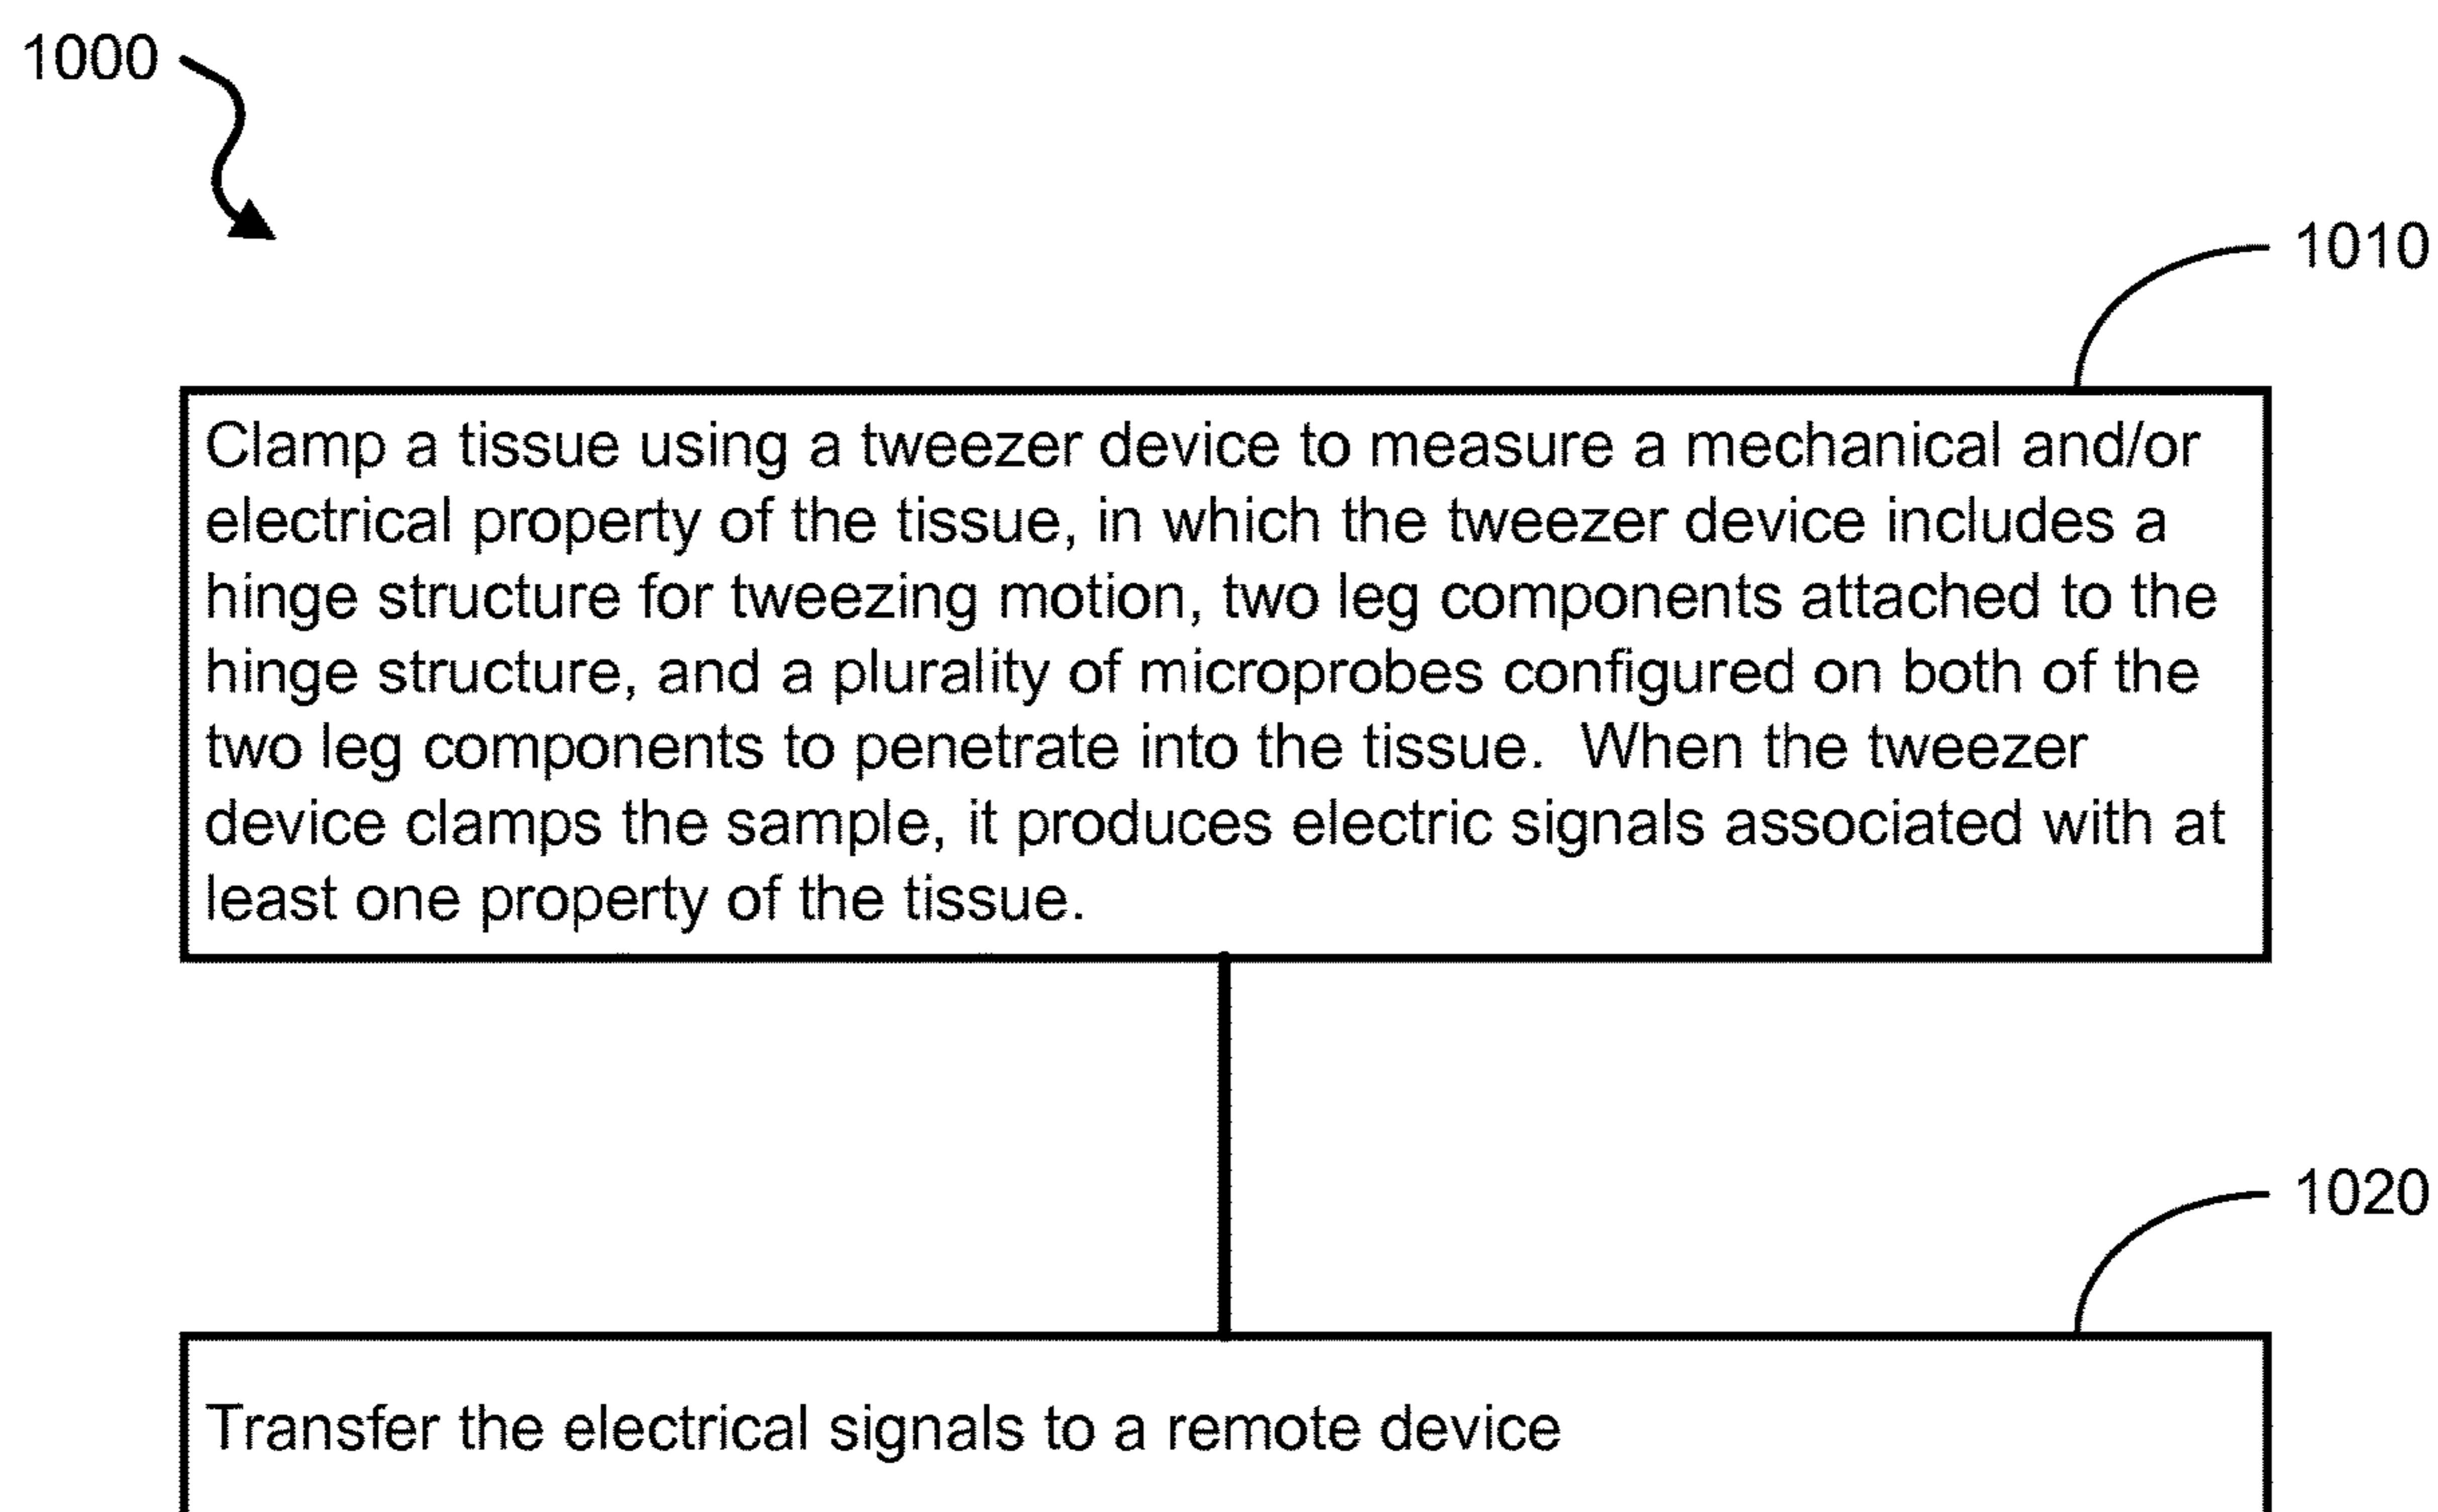 1000
1010
Clamp a tissue using a tweezer device to measure a mechanical and/or
electrical property of the tissue, in which the tweezer device includes a
hinge structure for tweezing motion, two leg components attached to the
hinge structure, and a plurality of microprobes configured on both of the
two leg components to penetrate into the tissue.  When the tweezer
device clamps the sample, it produces electric signals associated with at
least one property of the tissue.
1020
Transfer the electrical signals to a remote device